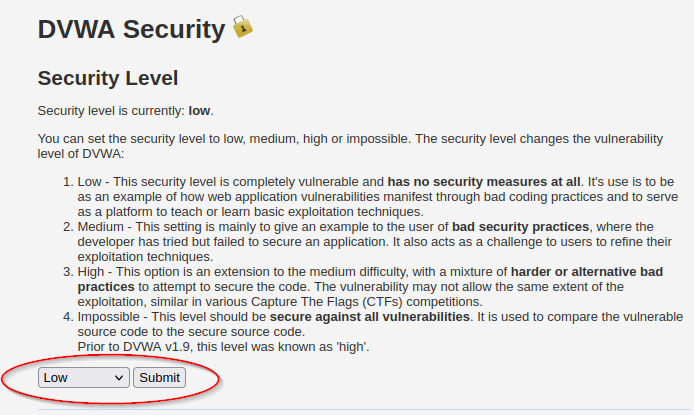 DVWA Security
Security Level
Security level is currently: low.
You can set the security level to low, medium, high or impossible. The security level changes the vulnerability
level of DVWA:
1. Low - This security level is completely vulnerable and has no security measures at all. It's use is to be
as an example of how web application vulnerabilities manifest through bad coding practices and to serve
as a platform to teach or learn basic exploitation techniques.
2. Medium - This setting is mainly to give an example to the user of bad security practices, where the
developer has tried but failed to secure an application. It also acts as a challenge to users to refine their
exploitation techniques.
3. High - This option is an extension to the medium difficulty, with a mixture of harder or alternative bad
practices to attempt to secure the code. The vulnerability may not allow the same extent of the
exploitation, similar in various Capture The Flags (CTFs) competitions.
4. Impossible - This level should be secure against all vulnerabilities. It is used to compare the vulnerable
source code to the secure source code.
Prior to DVWA v1.9, this level was known as 'high'.
Low Submit